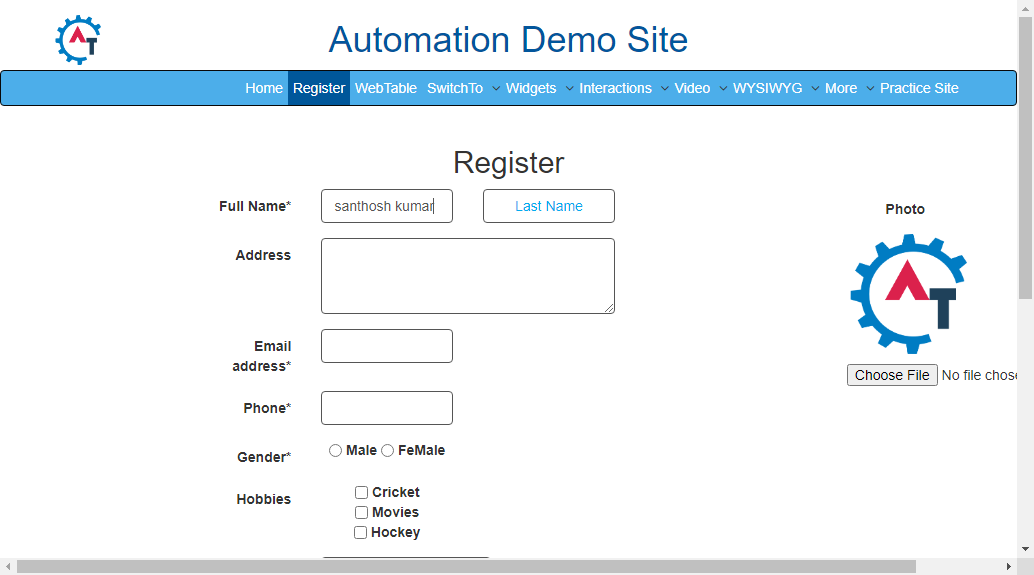 AT
Automation Demo Site
Home Register WebTable SwitchTo Widgets Interactions Video WYSIWYG More Practice Site
Register
Full Name* santhosh kumar Last Name
Photo
Address
AT
Email
address*
Choose File No file chose
Phone*
Gender* Male FeMale
Hobbies Cricket
Movies
Hockey